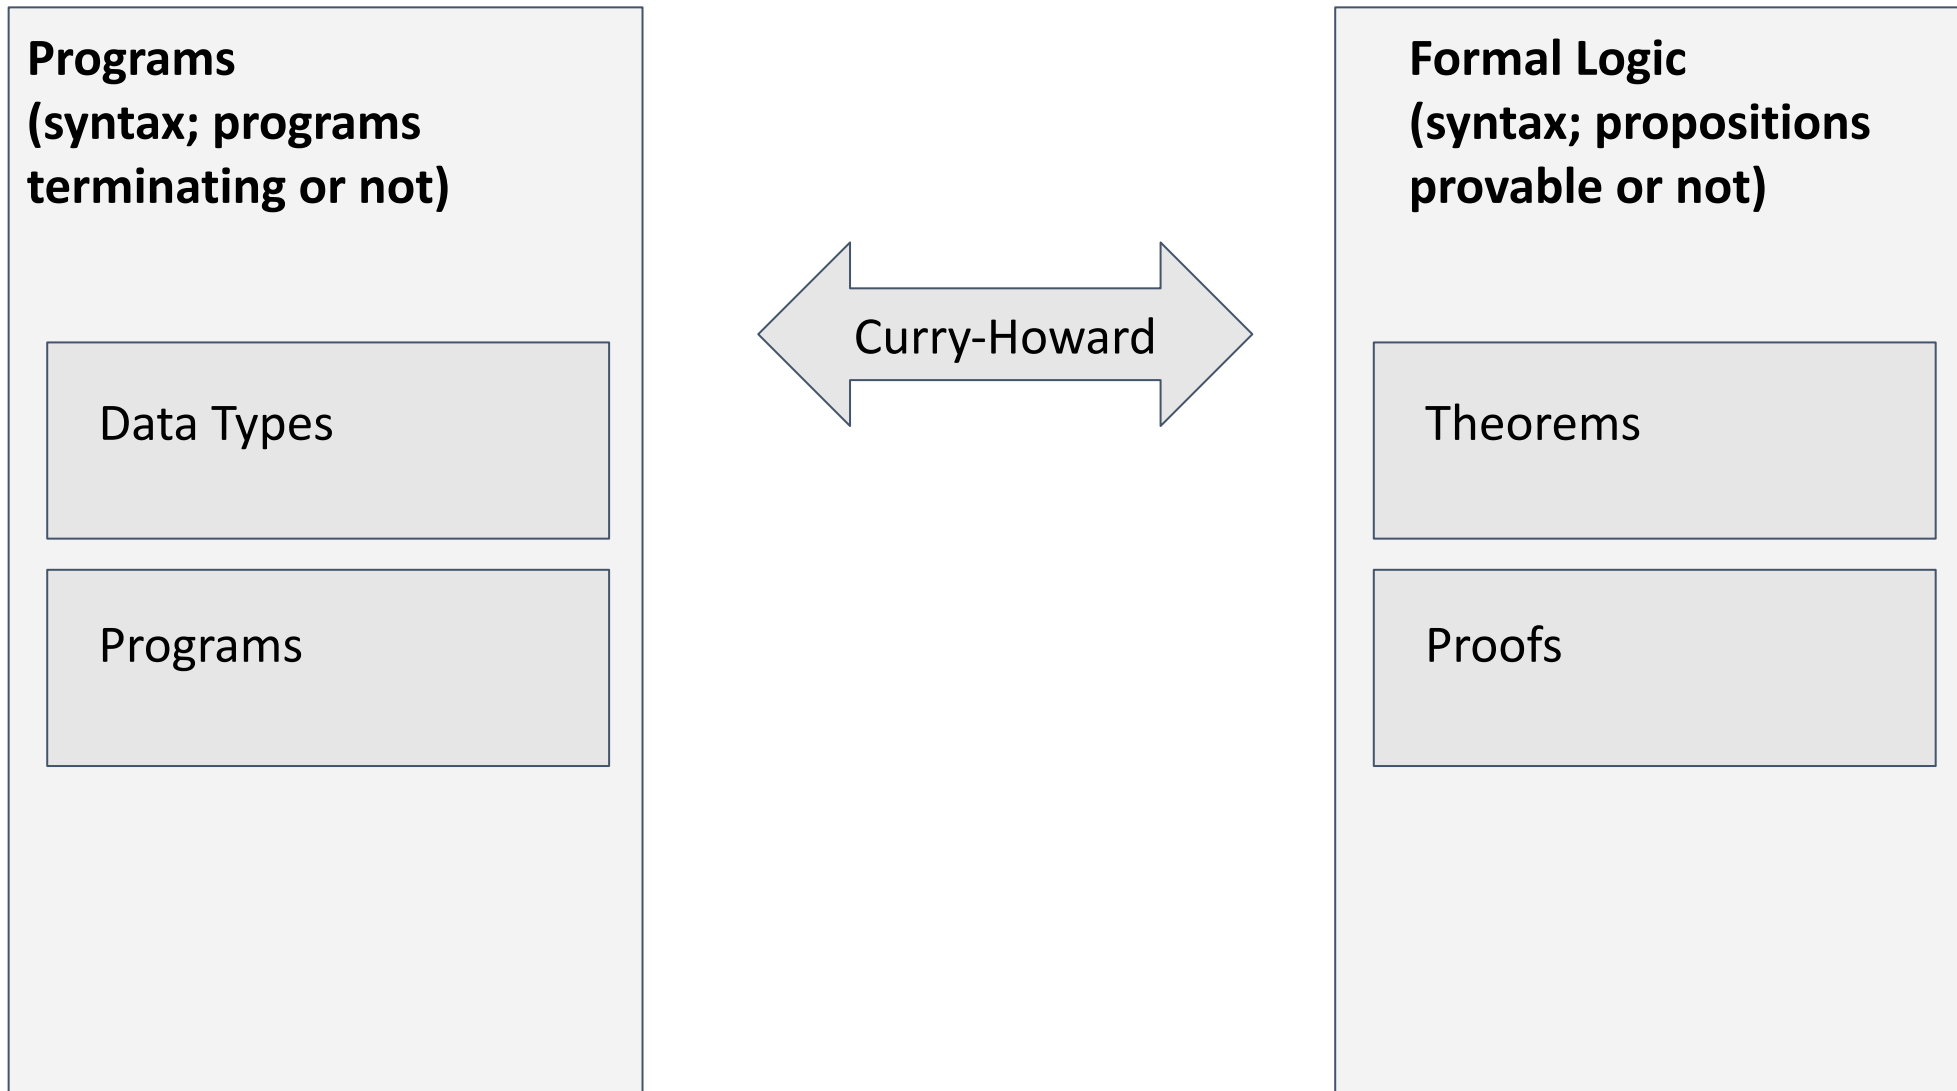 Programs
(syntax; programs
terminating or not)
Data Types
Programs
Curry-Howard
Formal Logic
(syntax; propositions
provable or not)
Theorems
Proofs